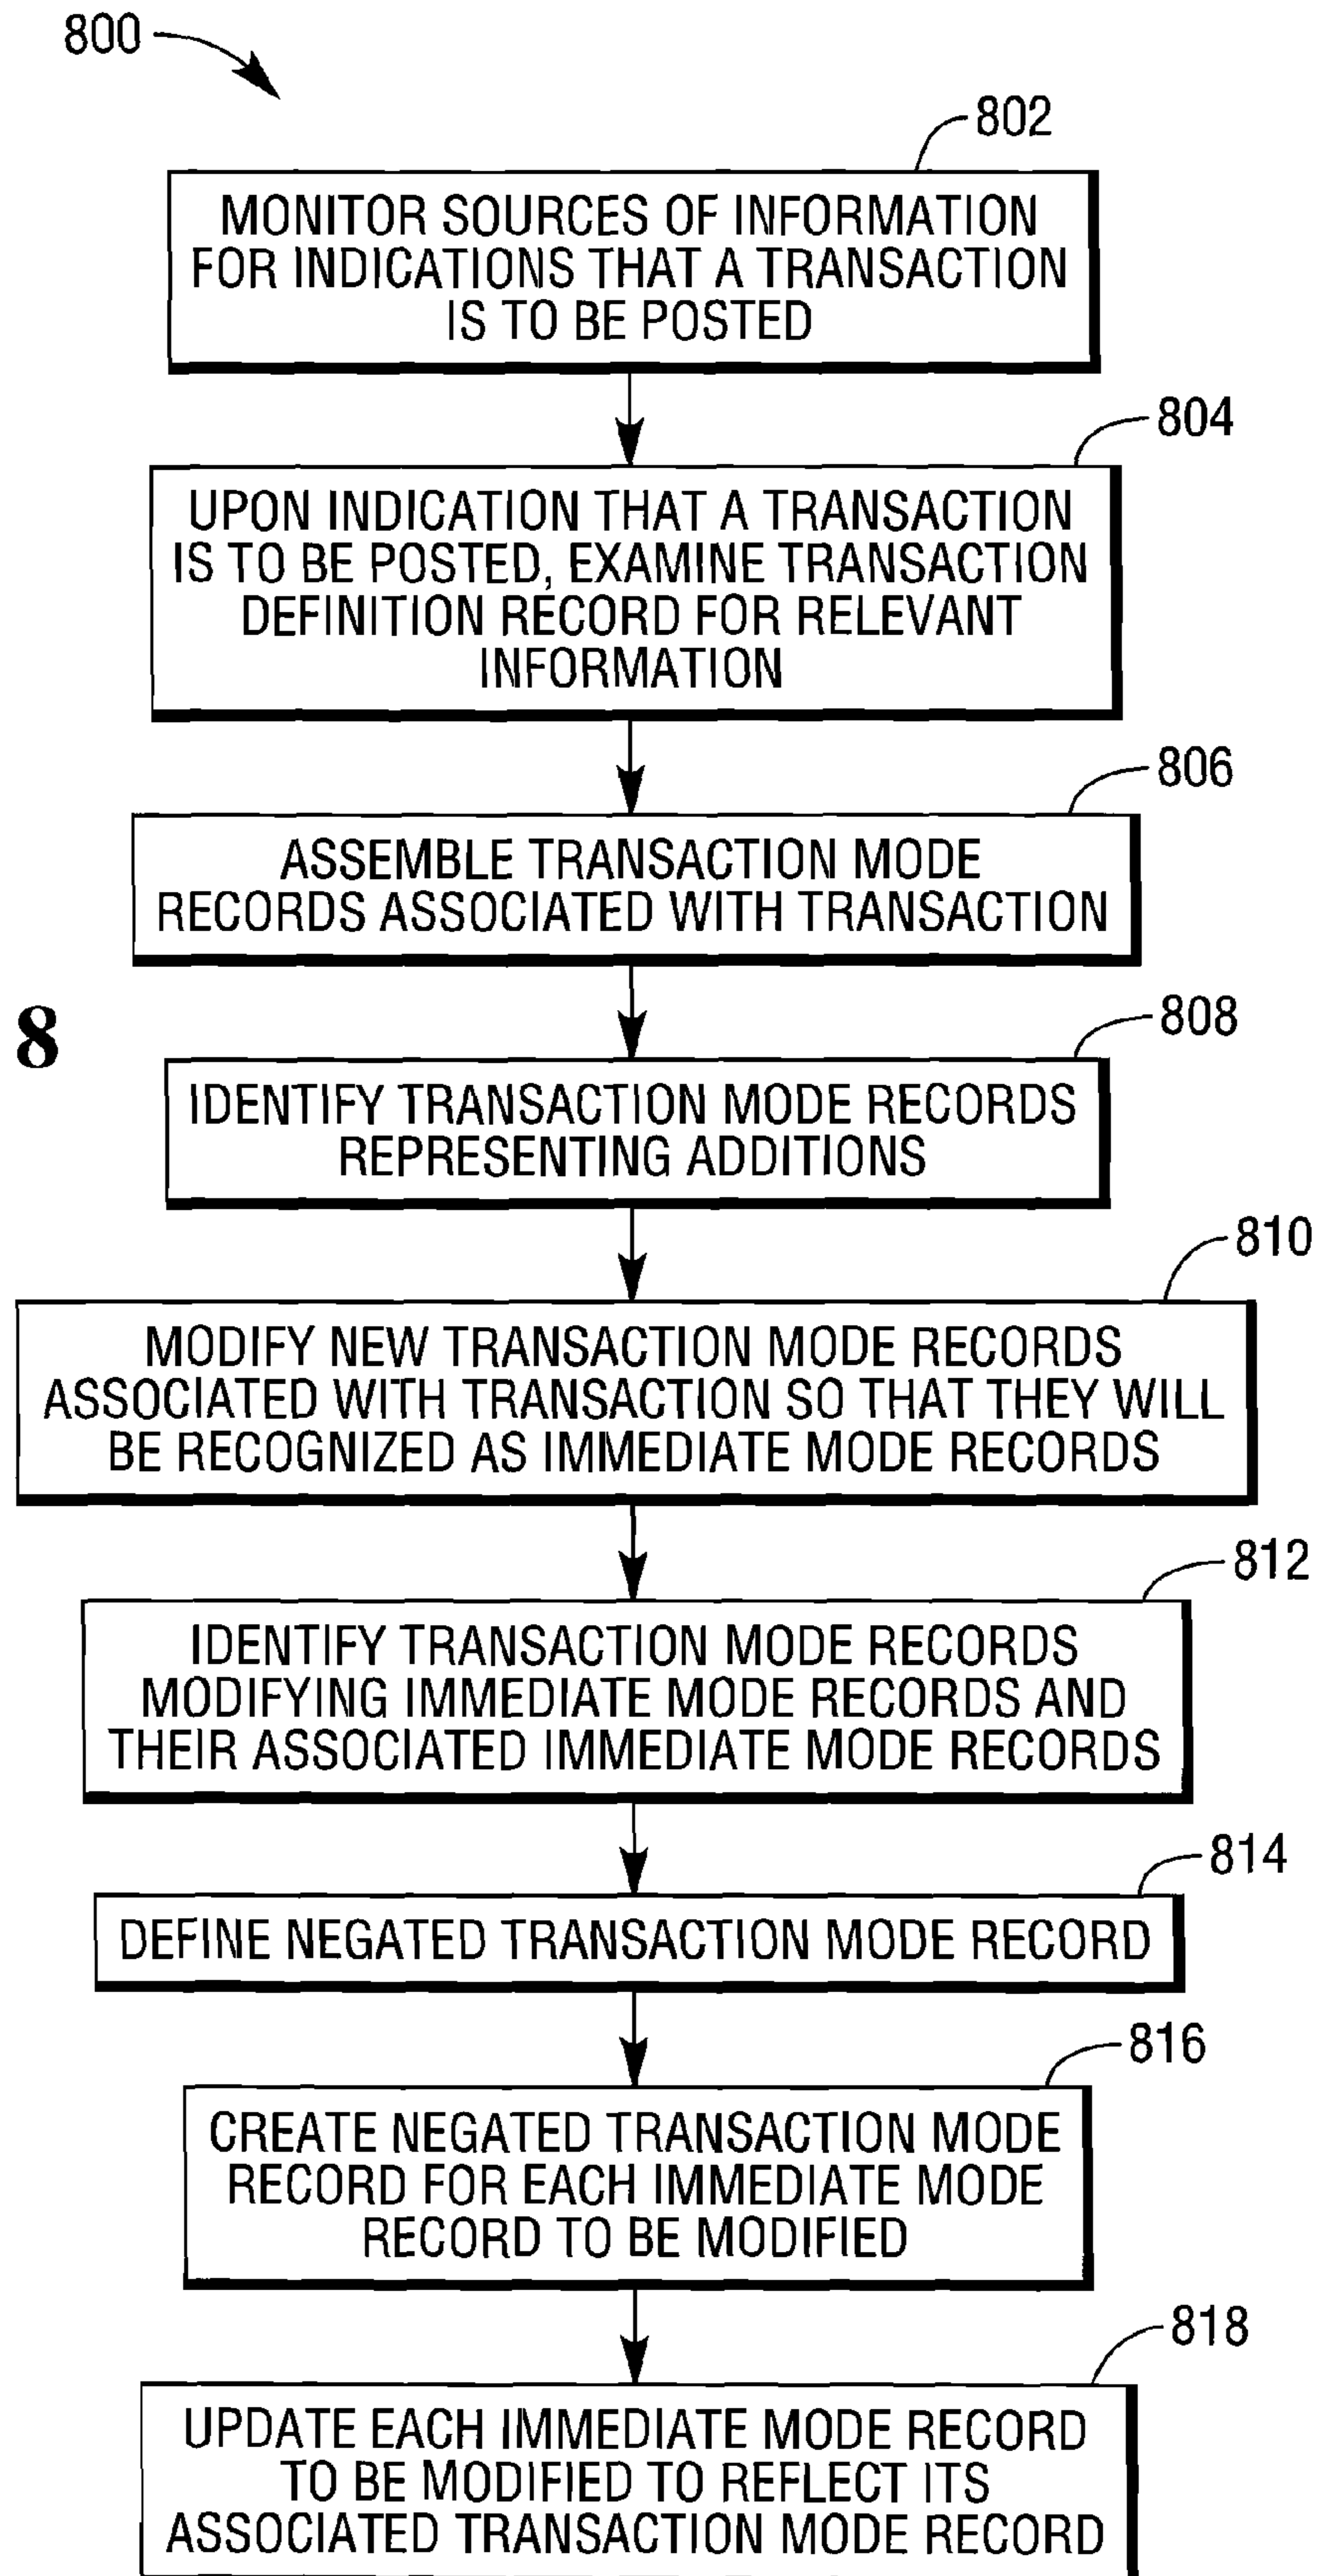 800
802
MONITOR SOURCES OF INFORMATION
FOR INDICATIONS THAT A TRANSACTION
IS TO BE POSTED
804
UPON INDICATION THAT A TRANSACTION
IS TO BE POSTED, EXAMINE TRANSACTION
DEFINITION RECORD FOR RELEVANT
INFORMATION
806
ASSEMBLE TRANSACTION MODE
RECORDS ASSOCIATED WITH TRANSACTION
8
808
IDENTIFY TRANSACTION MODE RECORDS
REPRESENTING ADDITIONS
810
MODIFY NEW TRANSACTION MODE RECORDS
ASSOCIATED WITH TRANSACTION SO THAT THEY WILL
BE RECOGNIZED AS IMMEDIATE MODE RECORDS
812
IDENTIFY TRANSACTION MODE RECORDS
MODIFYING IMMEDIATE MODE RECORDS AND
THEIR ASSOCIATED IMMEDIATE MODE RECORDS
814
DEFINE NEGATED TRANSACTION MODE RECORD
816
CREATE NEGATED TRANSACTION MODE
RECORD FOR EACH IMMEDIATE MODE
RECORD TO BE MODIFIED
818
UPDATE EACH IMMEDIATE MODE RECORD
TO BE MODIFIED TO REFLECT ITS
ASSOCIATED TRANSACTION MODE RECORD